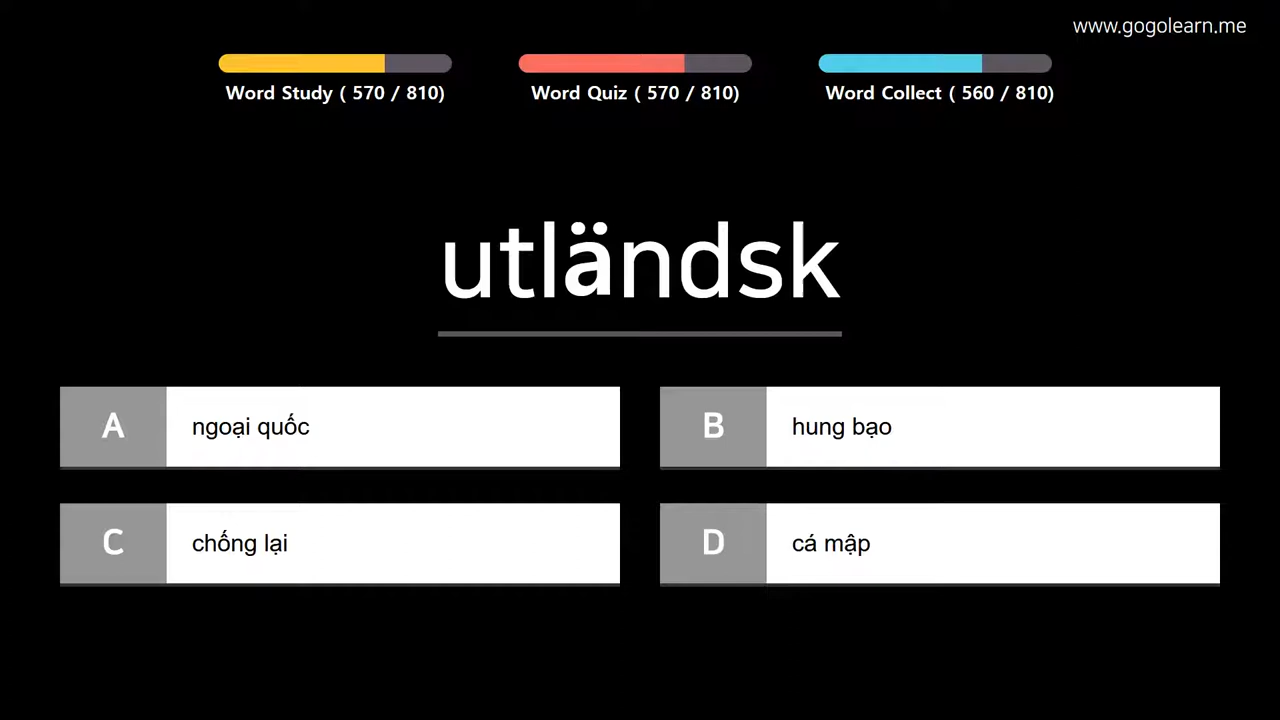 www.gogolearn.me
Word Study ( 570 / 810)
Word Quiz ( 570 / 810)
Word Collect ( 560 / 810)
utländsk
A ngoại quốc
B hung bạo
C chống lại
D cá mập